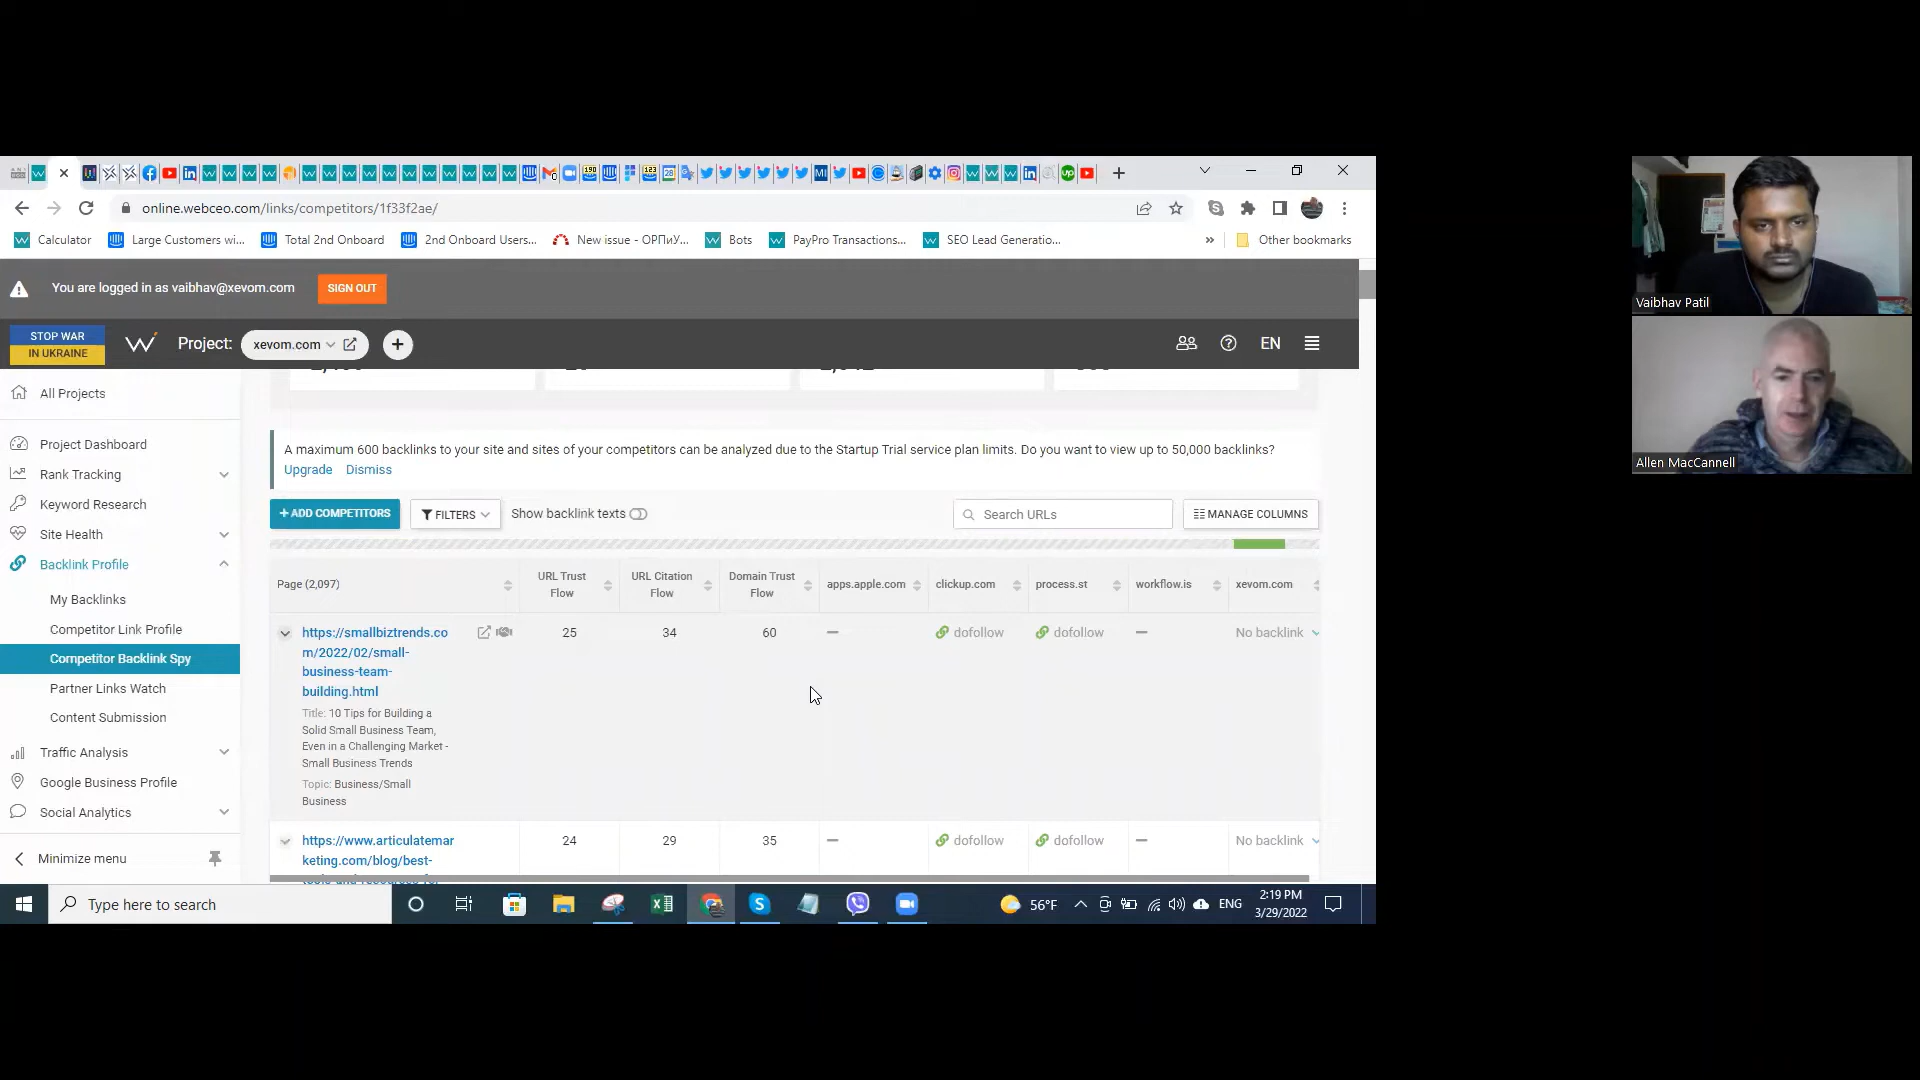 online.webceo.com/links/competitors/1f33f2ae/
Calculator
Large Customers wi...
Total 2nd Onboard
2nd Onboard Users...
New issue - ОРПиУ...
Bots
PayPro Transactions...
SEO Lead Generatio...
»
Other bookmarks
You are logged in as vaibhav@xevom.com
SIGN OUT
STOP WAR
IN UKRAINE
Project:
xevom.com
EN
All Projects
Project Dashboard
Rank Tracking
Keyword Research
Site Health
Backlink Profile
My Backlinks
Competitor Link Profile
Competitor Backlink Spy
Partner Links Watch
Content Submission
Traffic Analysis
Google Business Profile
Social Analytics
Minimize menu
A maximum 600 backlinks to your site and sites of your competitors can be analyzed due to the Startup Trial service plan limits. Do you want to view up to 50,000 backlinks?
Upgrade Dismiss
+ ADD COMPETITORS
FILTERS
Show backlink texts
Search URLs
MANAGE COLUMNS
Page (2,097)
URL Trust
Flow
URL Citation
Flow
Domain Trust
Flow
apps.apple.com
clickup.com
process.st
workflow.is
xevom.com
https://smallbiztrends.co
m/2022/02/small-
business-team-
building.html
25 34 60 — dofollow dofollow — No backlink
Title: 10 Tips for Building a
Solid Small Business Team,
Even in a Challenging Market -
Small Business Trends
Topic: Business/Small
Business
https://www.articulatemar
keting.com/blog/best-
24 29 35 — dofollow dofollow — No backlink
Type here to search
56°F
ENG
2:19 PM
3/29/2022
Vaibhav Patil
Allen MacCannell